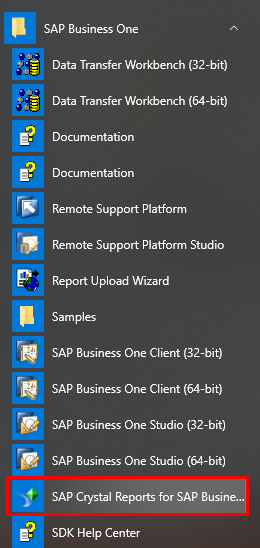 SAP Business One
Data Transfer Workbench (32-bit)
Data Transfer Workbench (64-bit)
Documentation
Documentation
Remote Support Platform
Remote Support Platform Studio
Report Upload Wizard
Samples
SAP Business One Client (32-bit)
SAP Business One Client (64-bit)
SAP Business One Studio (32-bit)
SAP Business One Studio (64-bit)
SAP Crystal Reports for SAP Busine...
SDK Help Center